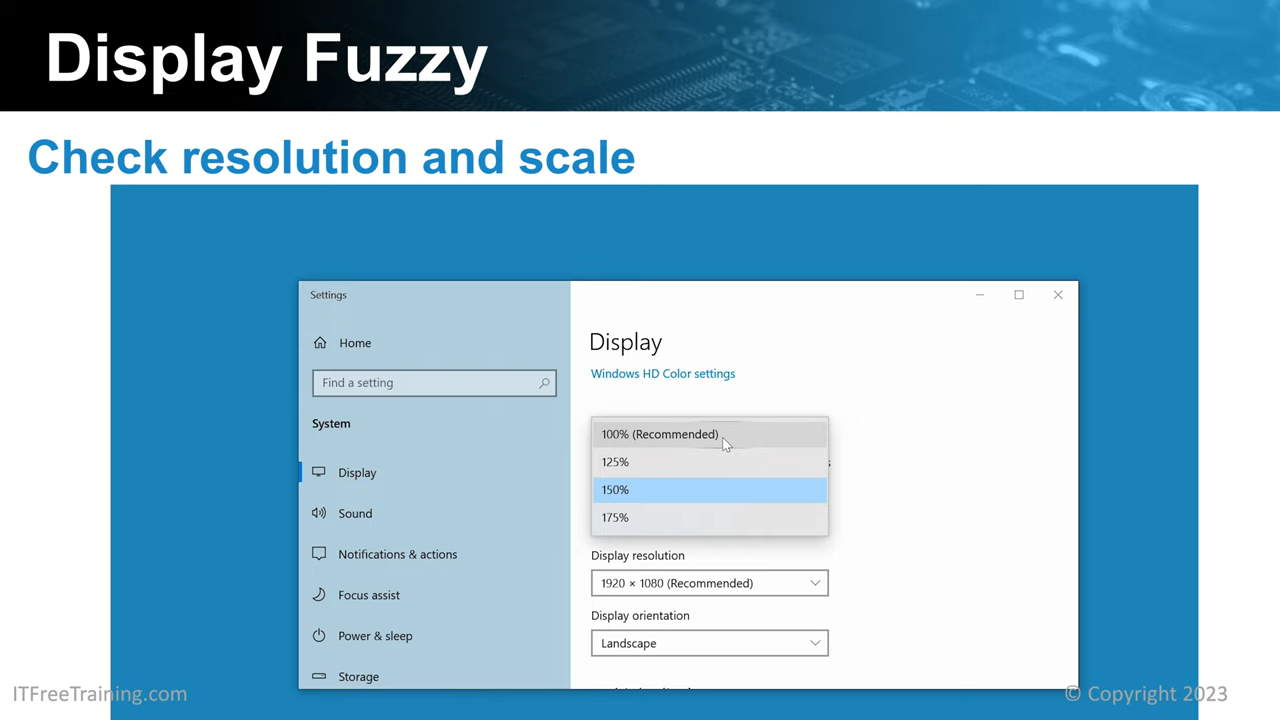 Display Fuzzy
Check resolution and scale
Settings
Home
Find a setting
System
Display
Sound
Notifications & actions
Focus assist
Power & sleep
Storage
Display
Windows HD Color settings
100% (Recommended)
125%
150%
175%
Display resolution
1920 × 1080 (Recommended)
Display orientation
Landscape
ITFreeTraining.com
© Copyright 2023